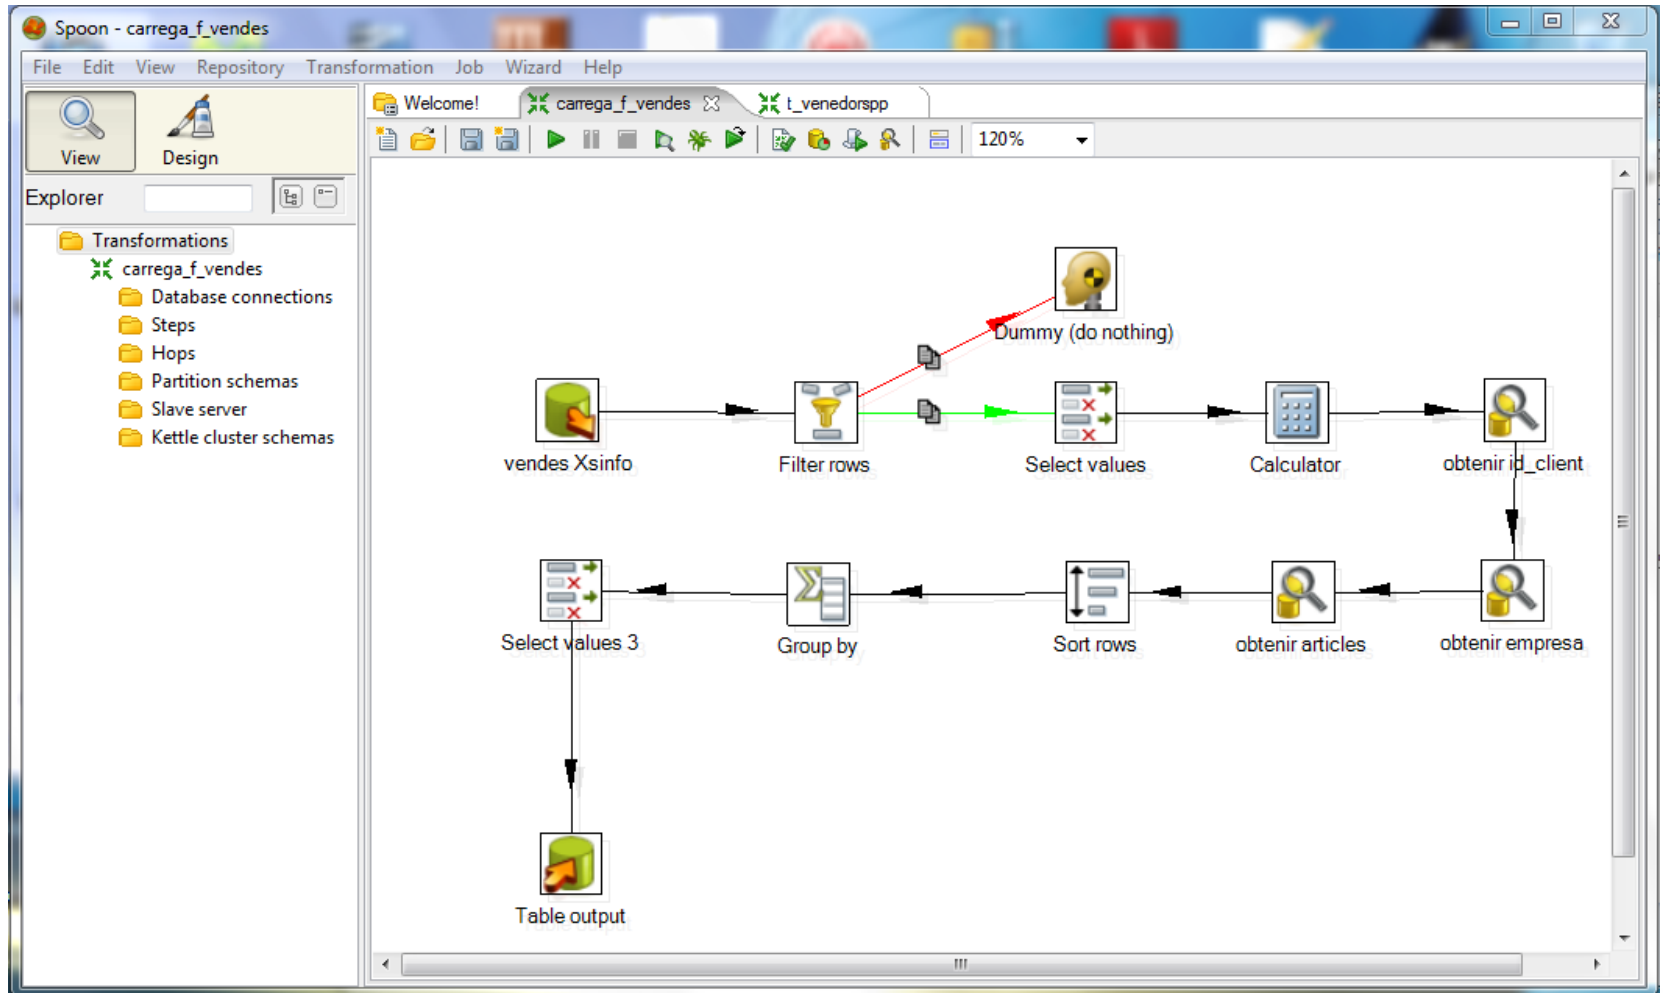 Spoon - carrega_f_vendes
File Edit View Repository Transformation Job Wizard Help
View Design
Explorer
Transformations
carrega_f_vendes
Database connections
Steps
Hops
Partition schemas
Slave server
Kettle cluster schemas
Welcome! carrega_f_vendes t_venedorspp
120%
Dummy (do nothing)
vendes Xsinfo Filter rows Select values Calculator obtenir id_client
Select values 3 Group by Sort rows obtenir articles obtenir empresa
Table output